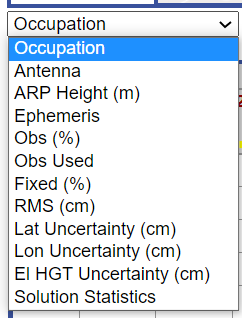 Occupation
Occupation
Antenna
ARP Height (m)
Ephemeris
Obs (%)
Obs Used
Fixed (%)
RMS (cm)
Lat Uncertainty (cm)
Lon Uncertainty (cm)
El HGT Uncertainty (cm)
Solution Statistics